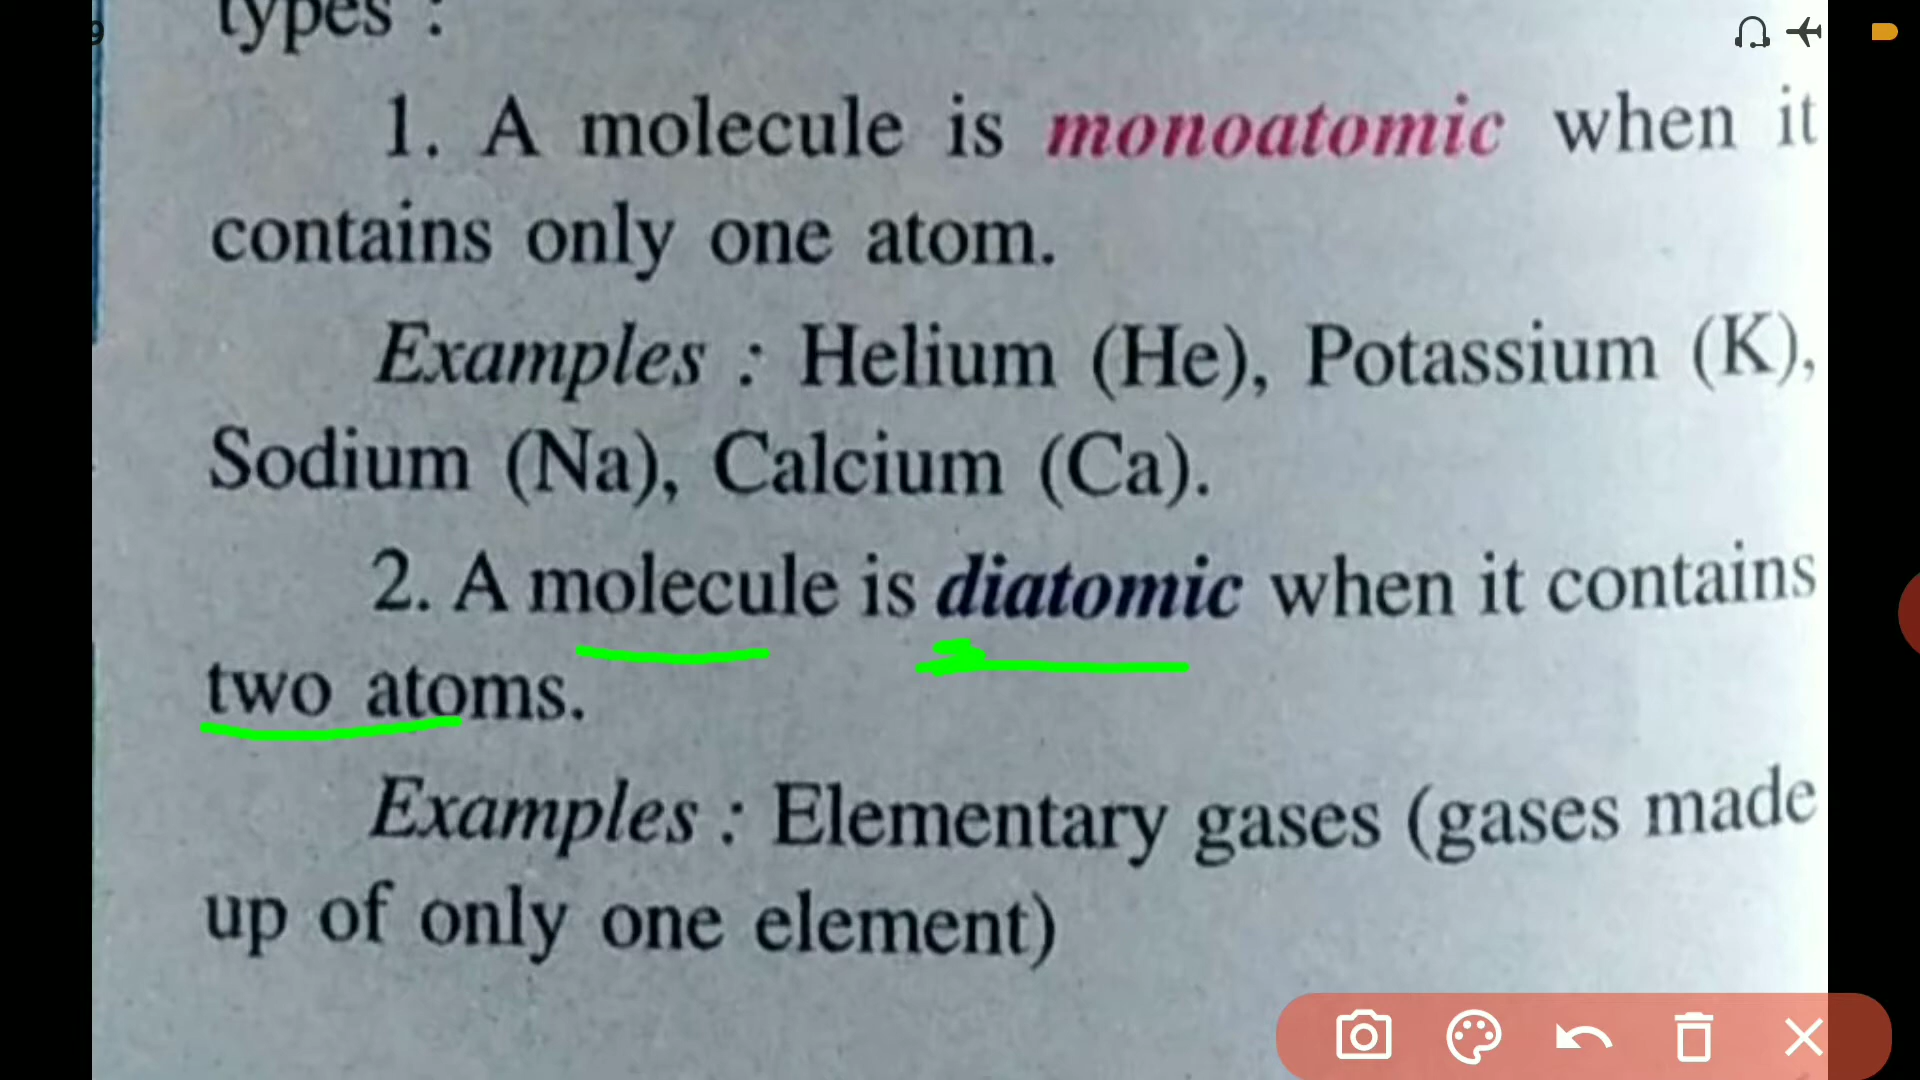 types :
1. A molecule is monoatomic when it
contains only one atom.
Examples : Helium (He), Potassium (K),
Sodium (Na), Calcium (Ca).
2. A molecule is diatomic when it contains
two atoms.
Examples : Elementary gases (gases made
up of only one element)